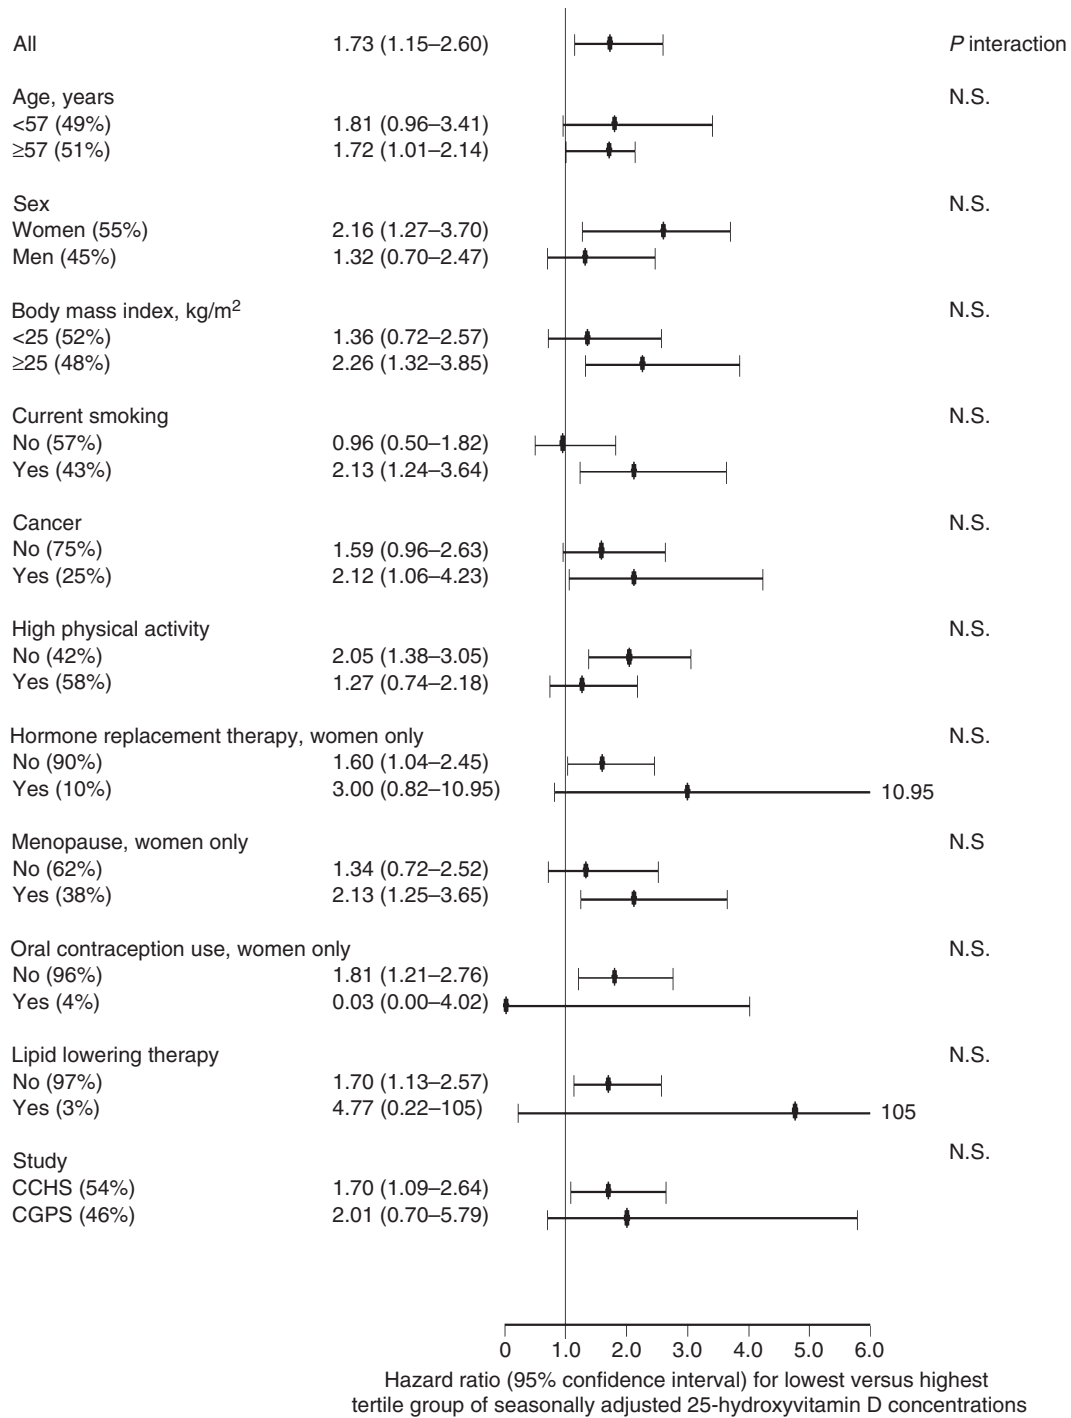 All 1.73 (1.15–2.60) P interaction
Age, years N.S.
<57 (49%) 1.81 (0.96–3.41)
≥57 (51%) 1.72 (1.01–2.14)
Sex N.S.
Women (55%) 2.16 (1.27–3.70)
Men (45%) 1.32 (0.70–2.47)
Body mass index, kg/m² N.S.
<25 (52%) 1.36 (0.72–2.57)
≥25 (48%) 2.26 (1.32–3.85)
Current smoking N.S.
No (57%) 0.96 (0.50–1.82)
Yes (43%) 2.13 (1.24–3.64)
Cancer N.S.
No (75%) 1.59 (0.96–2.63)
Yes (25%) 2.12 (1.06–4.23)
High physical activity N.S.
No (42%) 2.05 (1.38–3.05)
Yes (58%) 1.27 (0.74–2.18)
Hormone replacement therapy, women only N.S.
No (90%) 1.60 (1.04–2.45)
Yes (10%) 3.00 (0.82–10.95) 10.95
Menopause, women only N.S
No (62%) 1.34 (0.72–2.52)
Yes (38%) 2.13 (1.25–3.65)
Oral contraception use, women only N.S.
No (96%) 1.81 (1.21–2.76)
Yes (4%) 0.03 (0.00–4.02)
Lipid lowering therapy N.S.
No (97%) 1.70 (1.13–2.57)
Yes (3%) 4.77 (0.22–105) 105
Study N.S.
CCHS (54%) 1.70 (1.09–2.64)
CGPS (46%) 2.01 (0.70–5.79)
0 1.0 2.0 3.0 4.0 5.0 6.0
Hazard ratio (95% confidence interval) for lowest versus highest
tertile group of seasonally adjusted 25-hydroxyvitamin D concentrations